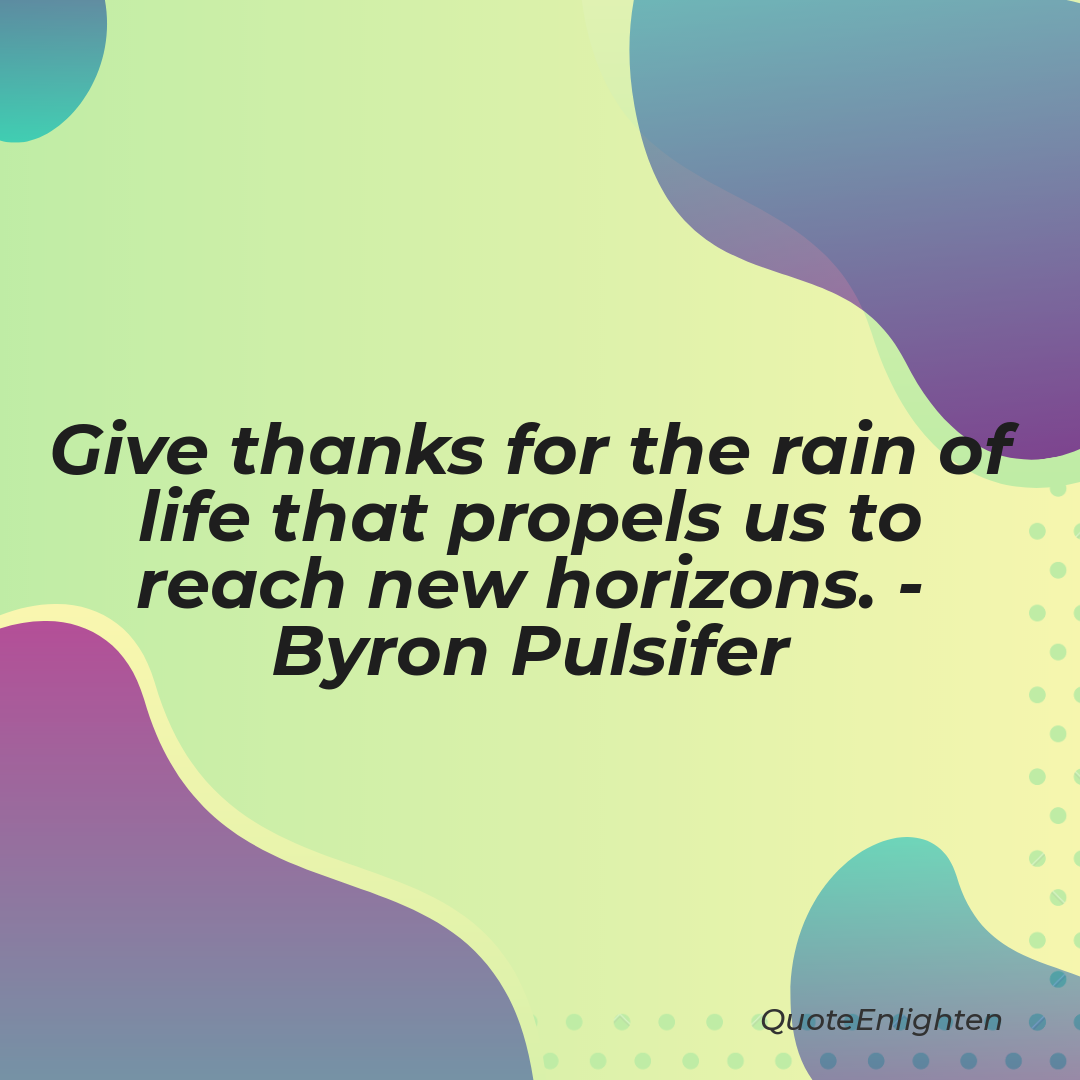 Give thanks for the rain of
life that propels us to
reach new horizons. -
Byron Pulsifer
QuoteEnlighten